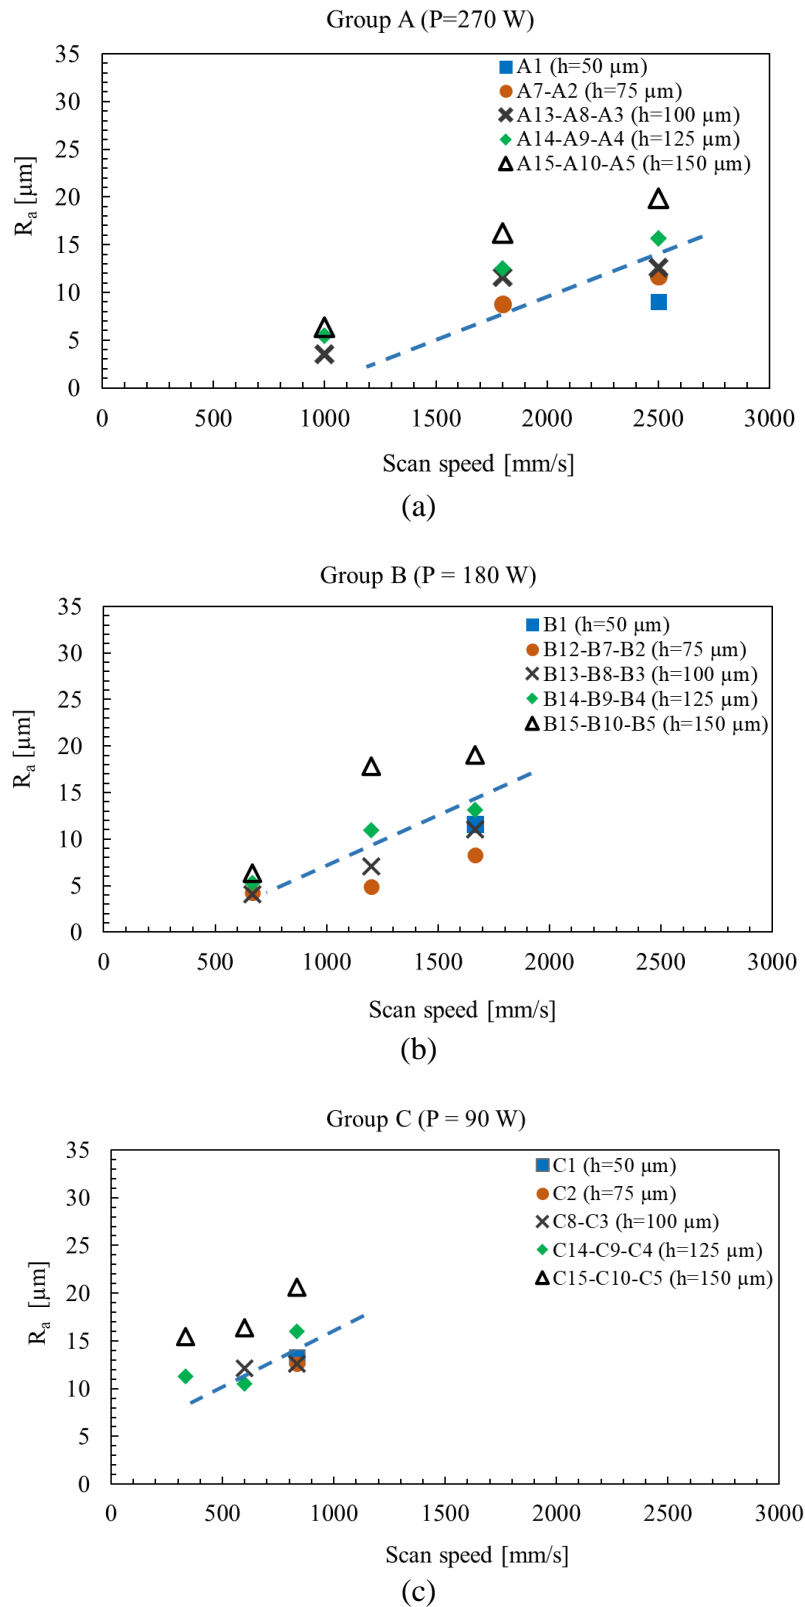 Group A (P=270 W)
35
30
25
20
15
10
5
0
Rₐ [μm]
A1 (h=50 μm)
A7-A2 (h=75 μm)
A13-A8-A3 (h=100 μm)
A14-A9-A4 (h=125 μm)
A15-A10-A5 (h=150 μm)
0 500 1000 1500 2000 2500 3000
Scan speed [mm/s]
(a)
Group B (P = 180 W)
35
30
25
20
15
10
5
0
Rₐ [μm]
B1 (h=50 μm)
B12-B7-B2 (h=75 μm)
B13-B8-B3 (h=100 μm)
B14-B9-B4 (h=125 μm)
B15-B10-B5 (h=150 μm)
0 500 1000 1500 2000 2500 3000
Scan speed [mm/s]
(b)
Group C (P = 90 W)
35
30
25
20
15
10
5
0
Rₐ [μm]
C1 (h=50 μm)
C2 (h=75 μm)
C8-C3 (h=100 μm)
C14-C9-C4 (h=125 μm)
C15-C10-C5 (h=150 μm)
0 500 1000 1500 2000 2500 3000
Scan speed [mm/s]
(c)